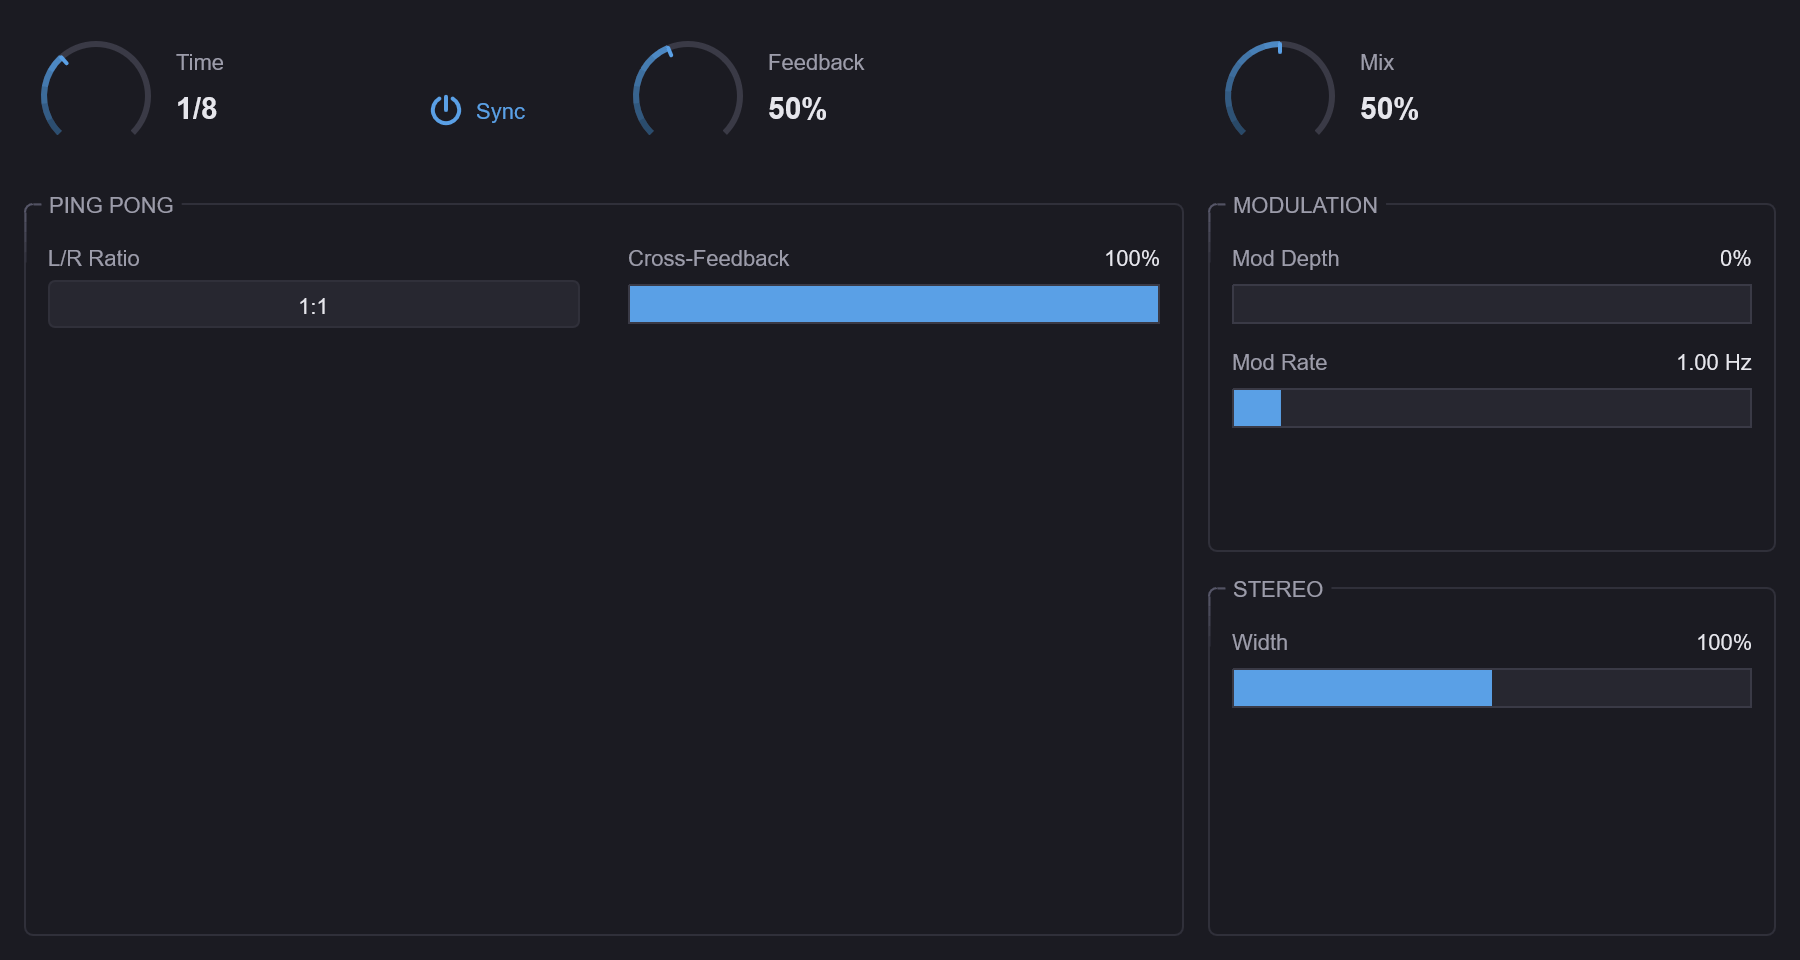 Time
1/8
Sync
Feedback
50%
Mix
50%
PING PONG
L/R Ratio
1:1
Cross-Feedback 100%
MODULATION
Mod Depth 0%
Mod Rate 1.00 Hz
STEREO
Width 100%